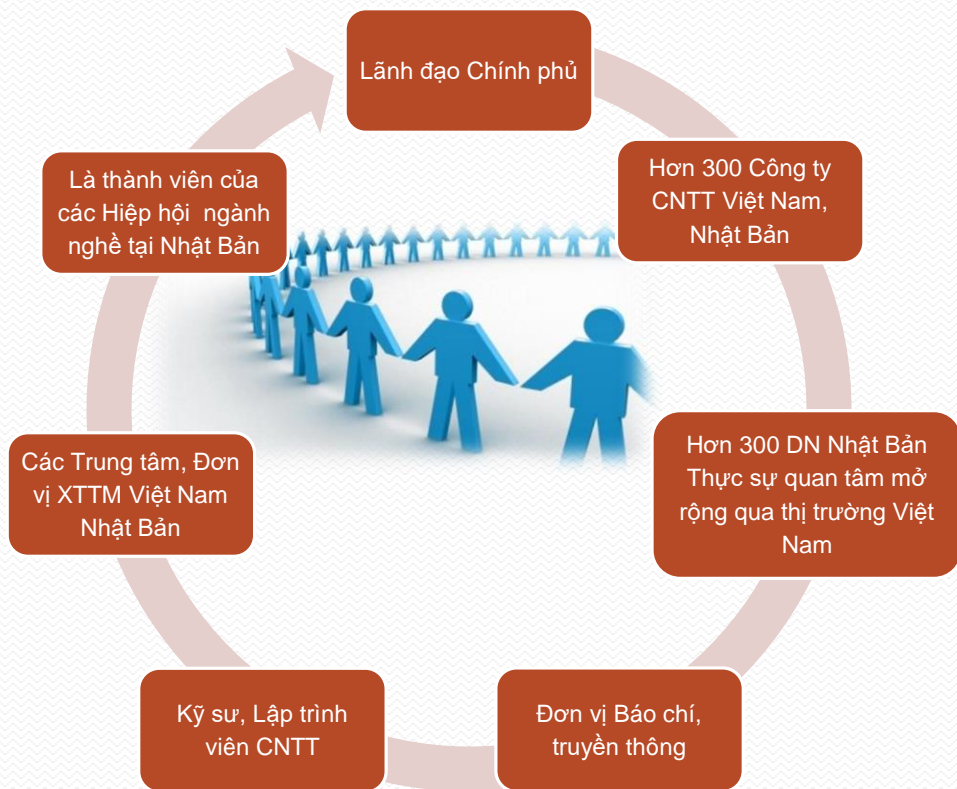 Lãnh đạo Chính phủ
Hơn 300 Công ty
CNTT Việt Nam,
Nhật Bản
Hơn 300 DN Nhật Bản
Thực sự quan tâm mở
rộng qua thị trường Việt
Nam
Đơn vị Báo chí,
truyền thông
Kỹ sư, Lập trình
viên CNTT
Các Trung tâm, Đơn
vị XTTM Việt Nam
Nhật Bản
Là thành viên của
các Hiệp hội  ngành
nghề tại Nhật Bản